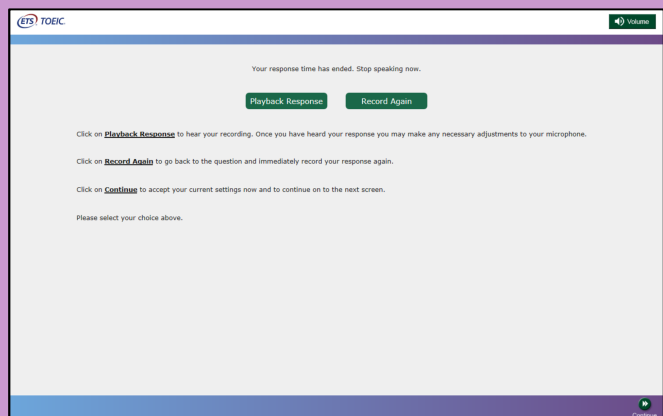 ETS TOEIC.
Volume
Your response time has ended. Stop speaking now.
Playback Response
Record Again
Click on Playback Response to hear your recording. Once you have heard your response you may make any necessary adjustments to your microphone.
Click on Record Again to go back to the question and immediately record your response again.
Click on Continue to accept your current settings now and to continue on to the next screen.
Please select your choice above.
Continue